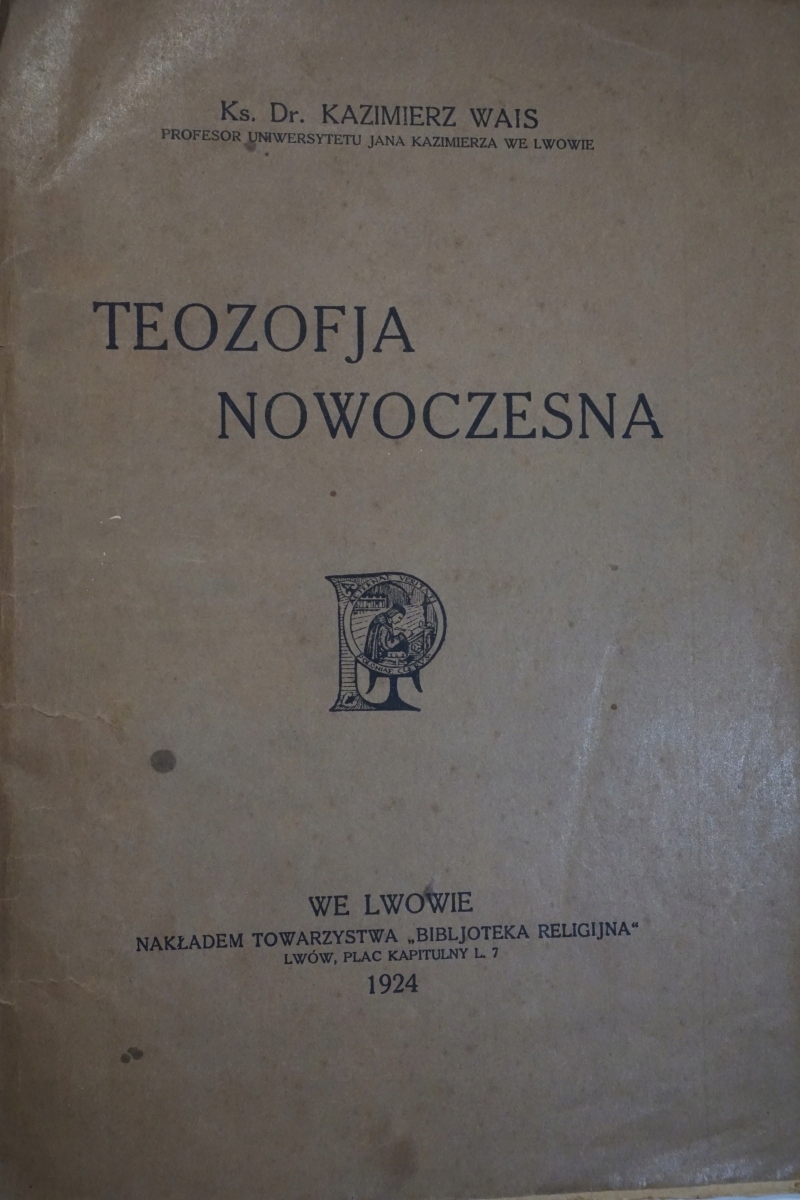 Ks. Dr. KAZIMIERZ WAIS
PROFESOR UNIWERSYTETU JANA KAZIMIERZA WE LWOWIE
TEOZOFJA
NOWOCZESNA
WE LWOWIE
NAKŁADEM TOWARZYSTWA „BIBLJOTEKA RELIGIJNA“
LWÓW, PLAC KAPITULNY L. 7
1924